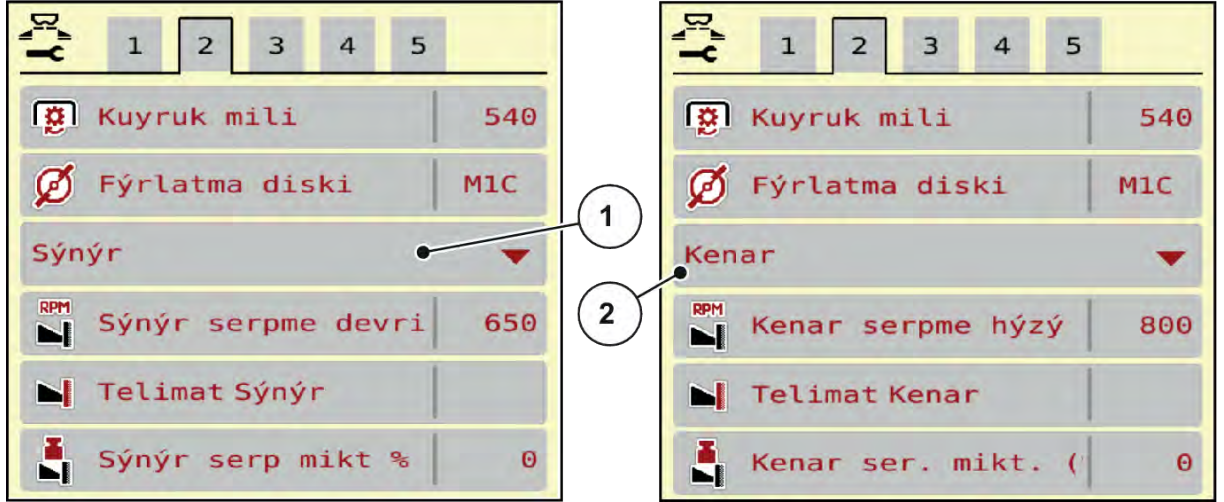 1 2 3 4 5
Kuyruk mili 540
Fýrlatma diski M1C
Sýnýr
RPM
Sýnýr serpme devri 650
Telimat Sýnýr
Sýnýr serp mikt % 0
1
2
1 2 3 4 5
Kuyruk mili 540
Fýrlatma diski M1C
Kenar
RPM
Kenar serpme hýzý 800
Telimat Kenar
Kenar ser. mikt. ( 0